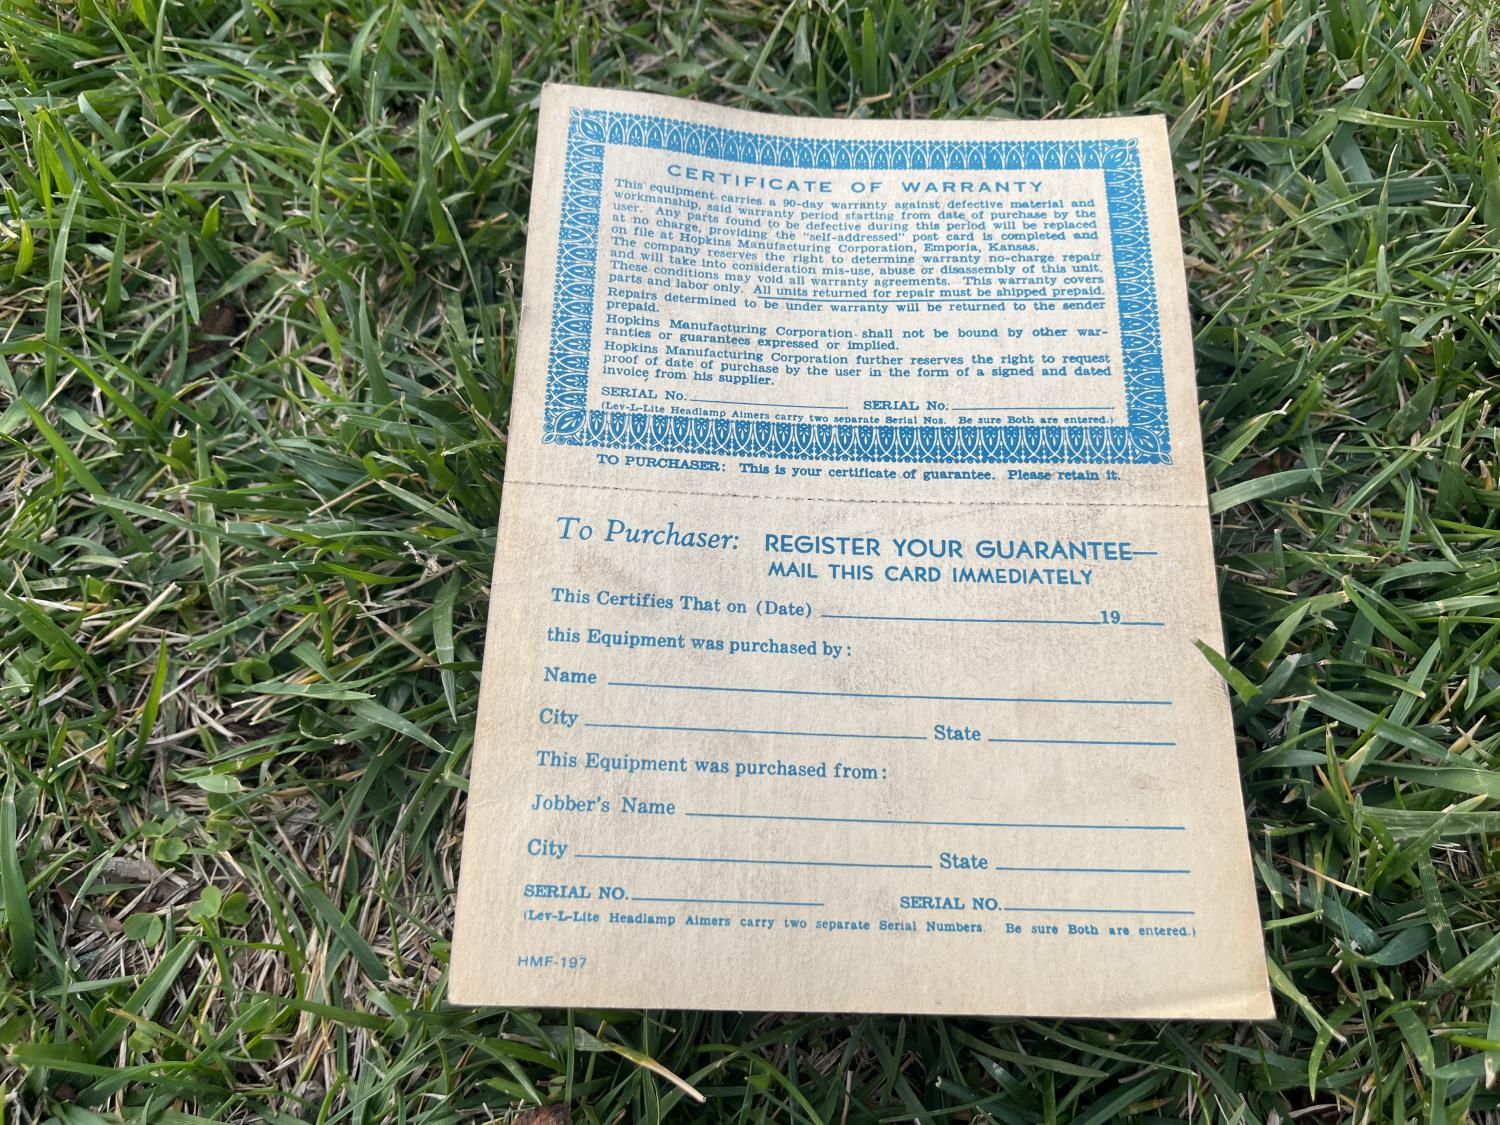 CERTIFICATE OF WARRANTY
This equipment carries a 90-day warranty against defective material and
workmanship, said warranty period starting from date of purchase by the
user. Any parts found to be defective during this period will be replaced
at no charge, providing the "self-addressed" post card is completed and
on file at Hopkins Manufacturing Corporation, Emporia, Kansas.
The company reserves the right to determine warranty no-charge repair
and will take into consideration mis-use, abuse or disassembly of this unit.
These conditions may void all warranty agreements. This warranty covers
parts and labor only. All units returned for repair must be shipped prepaid.
Repairs determined to be under warranty will be returned to the sender
prepaid.
Hopkins Manufacturing Corporation shall not be bound by other war-
ranties or guarantees expressed or implied.
Hopkins Manufacturing Corporation further reserves the right to request
proof of date of purchase by the user in the form of a signed and dated
invoice from his supplier.
SERIAL No. SERIAL No.
(Lev-L-Lite Headlamp Aimers carry two separate Serial Nos. Be sure Both are entered.)
TO PURCHASER: This is your certificate of guarantee. Please retain it.
To Purchaser: REGISTER YOUR GUARANTEE—
MAIL THIS CARD IMMEDIATELY
This Certifies That on (Date) 19
this Equipment was purchased by:
Name
City State
This Equipment was purchased from:
Jobber's Name
City State
SERIAL NO. SERIAL NO.
(Lev-L-Lite Headlamp Aimers carry two separate Serial Numbers. Be sure Both are entered.)
HMF-197